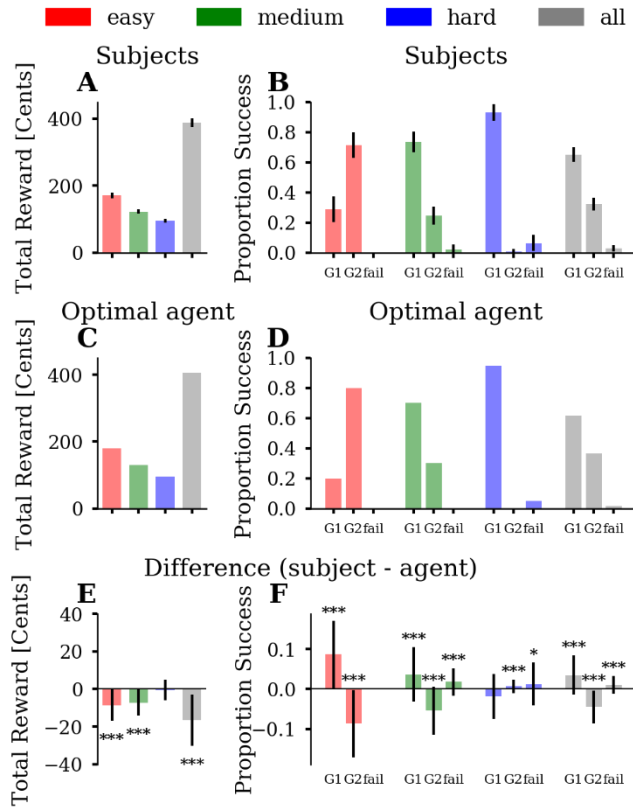 easy medium hard all
Subjects Subjects
A B
Total Reward [Cents]
400
200
0
Proportion Success
1.0
0.8
0.6
0.4
0.2
0.0
G1 G2 fail G1 G2 fail G1 G2 fail G1 G2 fail
Optimal agent Optimal agent
C D
Total Reward [Cents]
400
200
0
Proportion Success
1.0
0.8
0.6
0.4
0.2
0.0
G1 G2 fail G1 G2 fail G1 G2 fail G1 G2 fail
Difference (subject - agent)
E F
Total Reward [Cents]
40
20
0
−20
−40
*** *** ***
Proportion Success
0.1
0.0
−0.1
*** *** *** *** *** *** * *** *** ***
G1 G2 fail G1 G2 fail G1 G2 fail G1 G2 fail